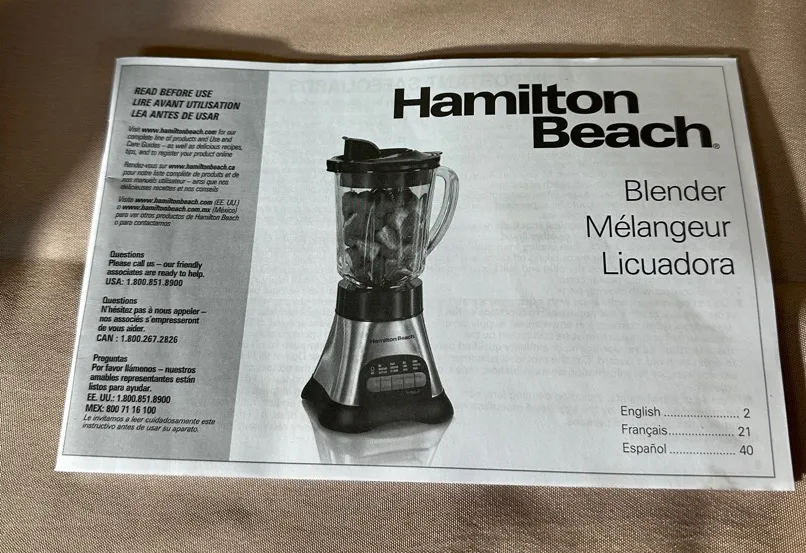 READ BEFORE USE
LIRE AVANT UTILISATION
LEA ANTES DE USAR
Visit www.hamiltonbeach.com for our
complete line of products and Use and
Care Guides – as well as delicious recipes,
tips, and to register your product online
Rendez-vous sur www.hamiltonbeach.ca
pour notre liste complète de produits et de
nos manuels utilisateur – ainsi que nos
délicieuses recettes et nos conseils
Visite www.hamiltonbeach.com (EE. UU.)
o www.hamiltonbeach.com.mx (México)
para ver otros productos de Hamilton Beach
o para contactarnos
Questions
Please call us – our friendly
associates are ready to help.
USA: 1.800.851.8900
Questions
N'hésitez pas à nous appeler –
nos associés s'empresseront
de vous aider.
CAN : 1.800.267.2826
Preguntas
Por favor llámenos – nuestros
amables representantes están
listos para ayudar.
EE. UU.: 1.800.851.8900
MEX: 800 71 16 100
Le invitamos a leer cuidadosamente este
instructivo antes de usar su aparato.
Hamilton
Beach®
Blender
Mélangeur
Licuadora
HamiltonBeach
English .................... 2
Français.................... 21
Español .................... 40